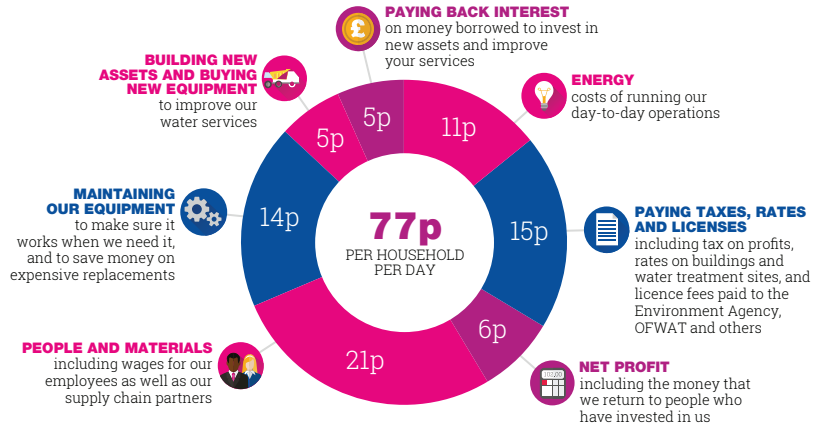 PAYING BACK INTEREST
on money borrowed to invest in
new assets and improve
your services
£
BUILDING NEW
ASSETS AND BUYING
NEW EQUIPMENT
to improve our
water services
ENERGY
costs of running our
day-to-day operations
5p
5p
11p
MAINTAINING
OUR EQUIPMENT
to make sure it
works when we need it,
and to save money on
expensive replacements
14p
77p
PER HOUSEHOLD
PER DAY
15p
PAYING TAXES, RATES
AND LICENSES
including tax on profits,
rates on buildings and
water treatment sites, and
licence fees paid to the
Environment Agency,
OFWAT and others
PEOPLE AND MATERIALS
including wages for our
employees as well as our
supply chain partners
21p
6p
NET PROFIT
including the money that
we return to people who
have invested in us